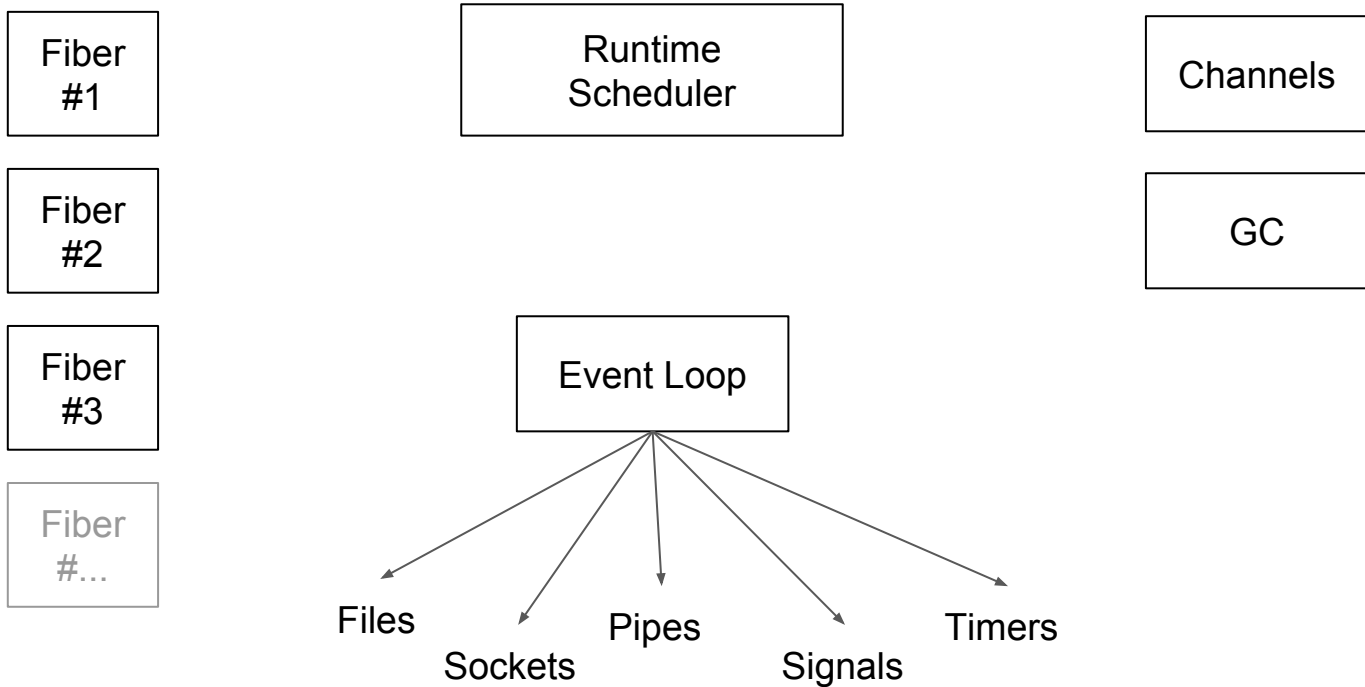 Fiber
#1
Runtime
Scheduler
Channels
Fiber
#2
GC
Fiber
#3
Event Loop
Fiber
#...
Files
Sockets
Pipes
Signals
Timers